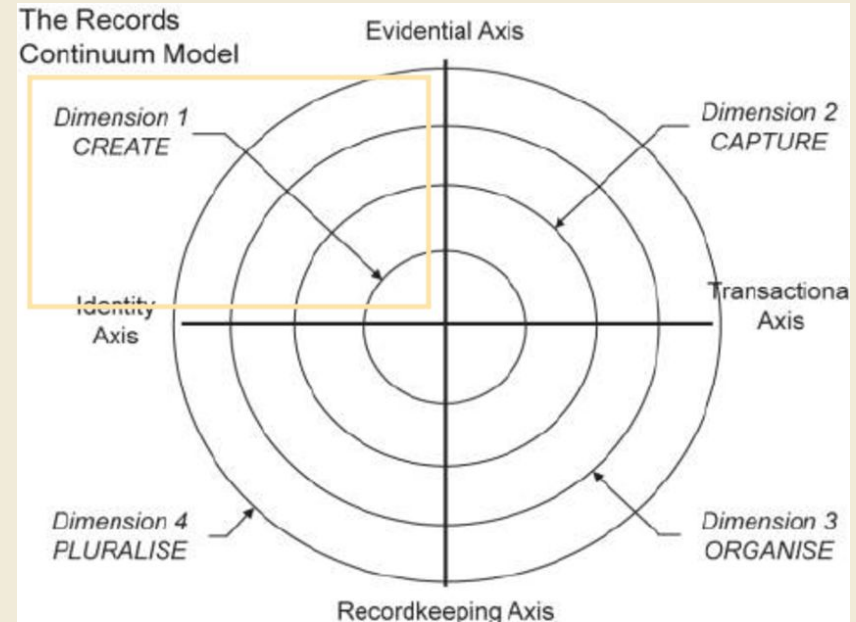 The Records
Continuum Model
Evidential Axis
Dimension 1
CREATE
Dimension 2
CAPTURE
Identity
Axis
Transactiona
Axis
Dimension 4
PLURALISE
Dimension 3
ORGANISE
Recordkeeping Axis